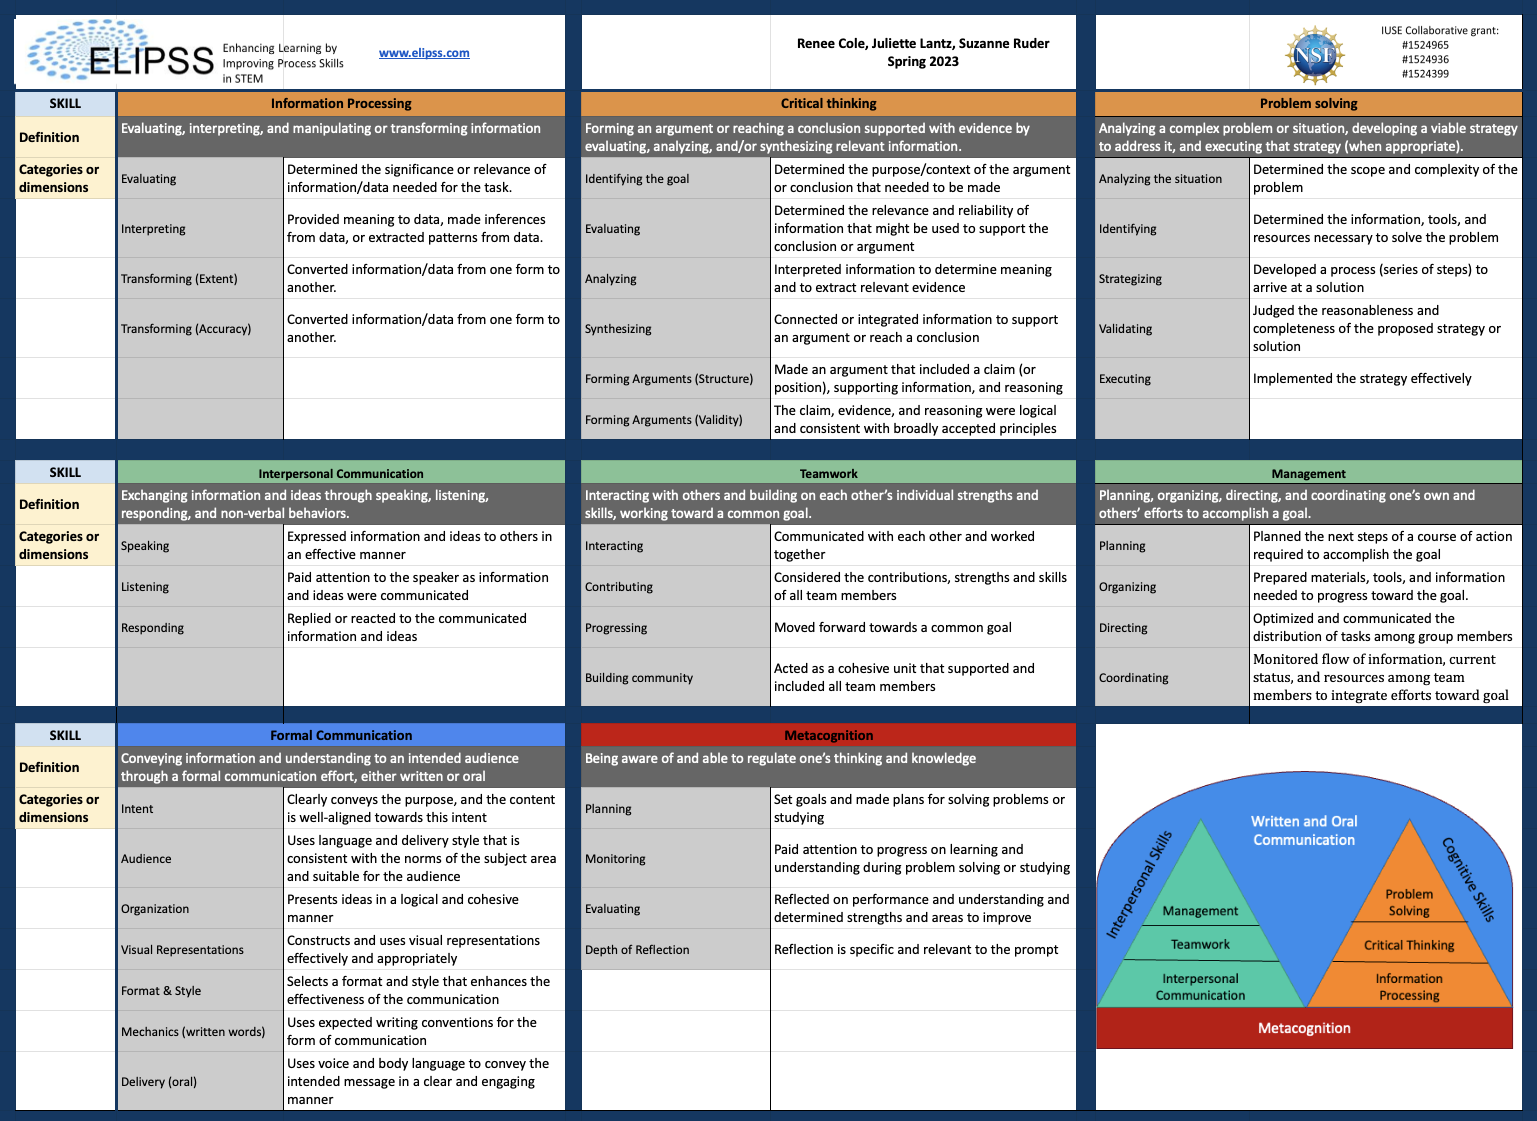 ELIPSS
Enhancing Learning by
Improving Process Skills
in STEM
www.elipss.com
Renee Cole, Juliette Lantz, Suzanne Ruder
Spring 2023
NSF
IUSE Collaborative grant:
#1524965
#1524936
#1524399
SKILL
Information Processing
Definition
Evaluating, interpreting, and manipulating or transforming information
Categories or
dimensions
Evaluating
Determined the significance or relevance of
information/data needed for the task.
Interpreting
Provided meaning to data, made inferences
from data, or extracted patterns from data.
Transforming (Extent)
Converted information/data from one form to
another.
Transforming (Accuracy)
Converted information/data from one form to
another.
Critical thinking
Forming an argument or reaching a conclusion supported with evidence by
evaluating, analyzing, and/or synthesizing relevant information.
Identifying the goal
Determined the purpose/context of the argument
or conclusion that needed to be made
Evaluating
Determined the relevance and reliability of
information that might be used to support the
conclusion or argument
Analyzing
Interpreted information to determine meaning
and to extract relevant evidence
Synthesizing
Connected or integrated information to support
an argument or reach a conclusion
Forming Arguments (Structure)
Made an argument that included a claim (or
position), supporting information, and reasoning
Forming Arguments (Validity)
The claim, evidence, and reasoning were logical
and consistent with broadly accepted principles
Problem solving
Analyzing a complex problem or situation, developing a viable strategy
to address it, and executing that strategy (when appropriate).
Analyzing the situation
Determined the scope and complexity of the
problem
Identifying
Determined the information, tools, and
resources necessary to solve the problem
Strategizing
Developed a process (series of steps) to
arrive at a solution
Validating
Judged the reasonableness and
completeness of the proposed strategy or
solution
Executing
Implemented the strategy effectively
SKILL
Interpersonal Communication
Definition
Exchanging information and ideas through speaking, listening,
responding, and non-verbal behaviors.
Categories or
dimensions
Speaking
Expressed information and ideas to others in
an effective manner
Listening
Paid attention to the speaker as information
and ideas were communicated
Responding
Replied or reacted to the communicated
information and ideas
Teamwork
Interacting with others and building on each other's individual strengths and
skills, working toward a common goal.
Interacting
Communicated with each other and worked
together
Contributing
Considered the contributions, strengths and skills
of all team members
Progressing
Moved forward towards a common goal
Building community
Acted as a cohesive unit that supported and
included all team members
Management
Planning, organizing, directing, and coordinating one's own and
others' efforts to accomplish a goal.
Planning
Planned the next steps of a course of action
required to accomplish the goal
Organizing
Prepared materials, tools, and information
needed to progress toward the goal.
Directing
Optimized and communicated the
distribution of tasks among group members
Coordinating
Monitored flow of information, current
status, and resources among team
members to integrate efforts toward goal
SKILL
Formal Communication
Definition
Conveying information and understanding to an intended audience
through a formal communication effort, either written or oral
Categories or
dimensions
Intent
Clearly conveys the purpose, and the content
is well-aligned towards this intent
Audience
Uses language and delivery style that is
consistent with the norms of the subject area
and suitable for the audience
Organization
Presents ideas in a logical and cohesive
manner
Visual Representations
Constructs and uses visual representations
effectively and appropriately
Format & Style
Selects a format and style that enhances the
effectiveness of the communication
Mechanics (written words)
Uses expected writing conventions for the
form of communication
Delivery (oral)
Uses voice and body language to convey the
intended message in a clear and engaging
manner
Metacognition
Being aware of and able to regulate one's thinking and knowledge
Planning
Set goals and made plans for solving problems or
studying
Monitoring
Paid attention to progress on learning and
understanding during problem solving or studying
Evaluating
Reflected on performance and understanding and
determined strengths and areas to improve
Depth of Reflection
Reflection is specific and relevant to the prompt
Written and Oral
Communication
Interpersonal Skills
Management
Teamwork
Interpersonal
Communication
Cognitive Skills
Problem
Solving
Critical Thinking
Information
Processing
Metacognition